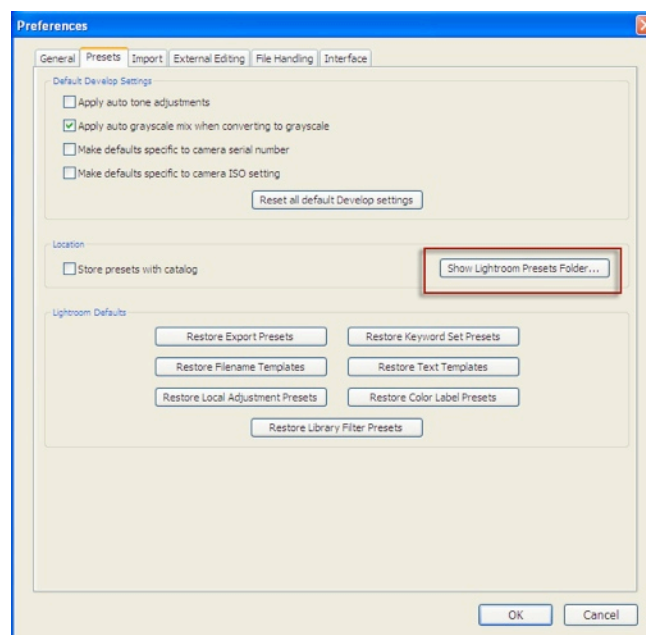 Preferences
General Presets Import External Editing File Handling Interface
Default Develop Settings
Apply auto tone adjustments
Apply auto grayscale mix when converting to grayscale
Make defaults specific to camera serial number
Make defaults specific to camera ISO setting
Reset all default Develop settings
Location
Store presets with catalog Show Lightroom Presets Folder...
Lightroom Defaults
Restore Export Presets Restore Keyword Set Presets
Restore Filename Templates Restore Text Templates
Restore Local Adjustment Presets Restore Color Label Presets
Restore Library Filter Presets
OK Cancel